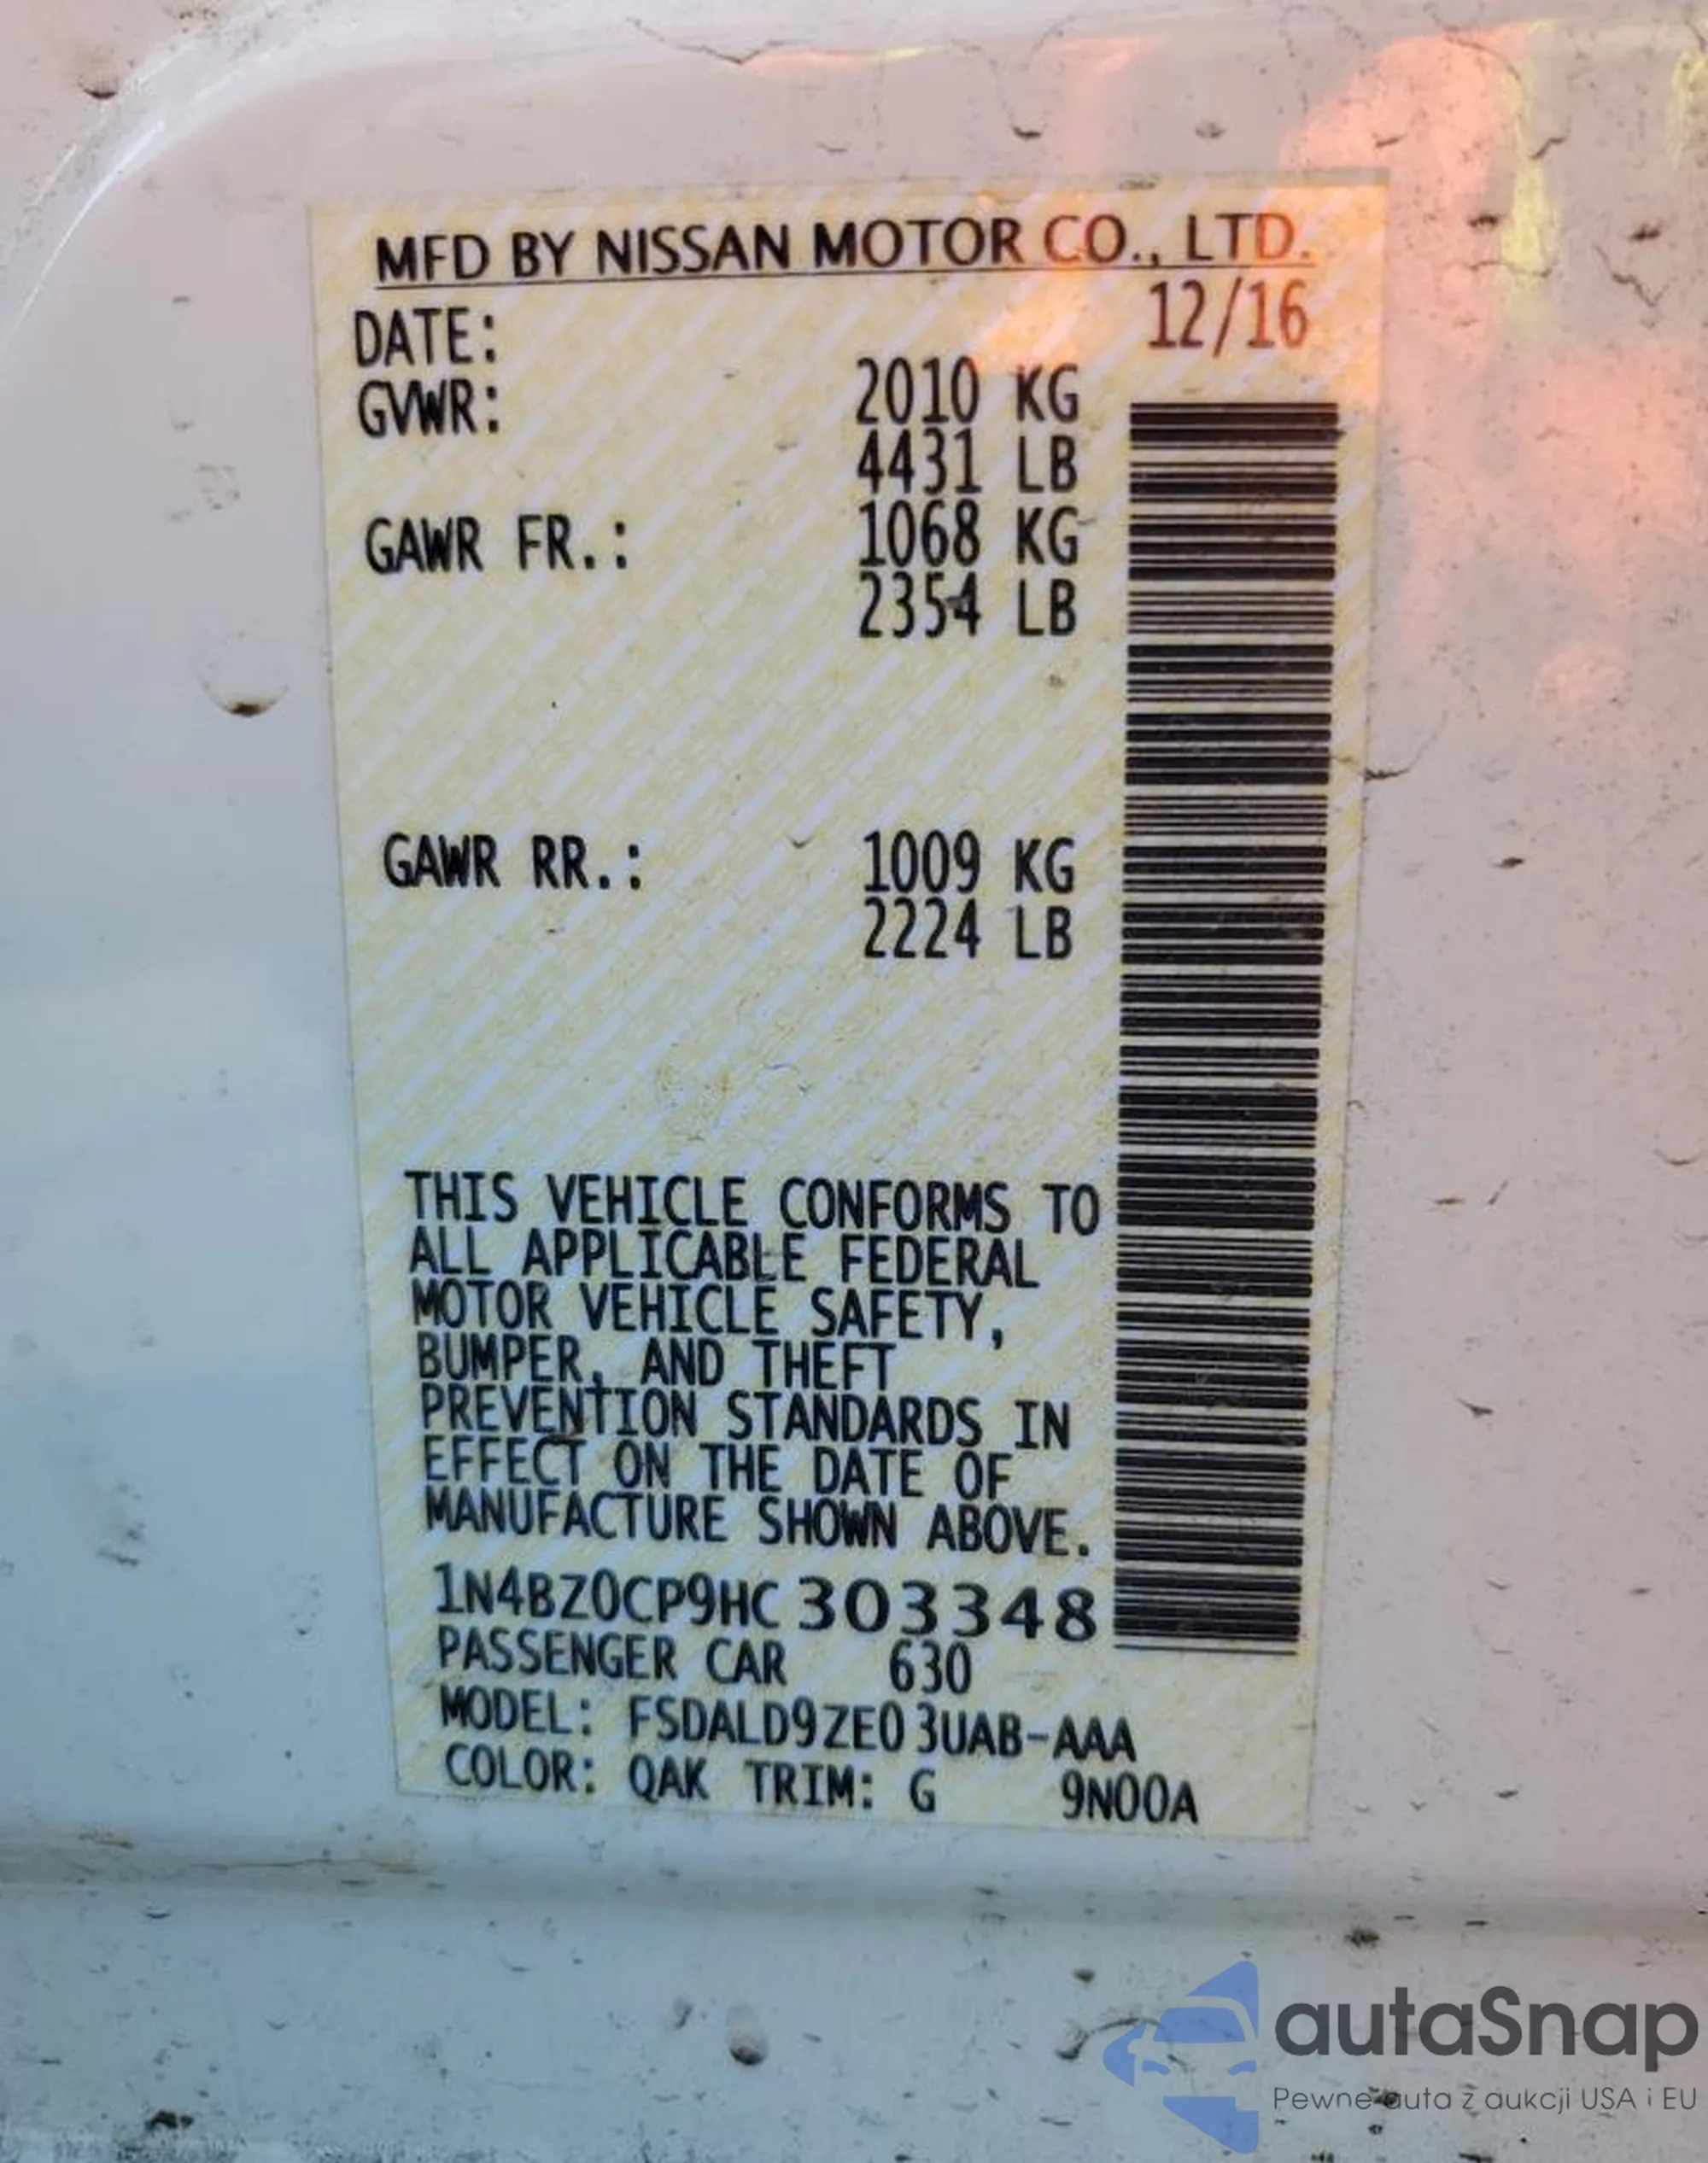 MFD BY NISSAN MOTOR CO., LTD.
DATE: 12/16
GVWR: 2010 KG
4431 LB
GAWR FR.: 1068 KG
2354 LB
GAWR RR.: 1009 KG
2224 LB
THIS VEHICLE CONFORMS TO
ALL APPLICABLE FEDERAL
MOTOR VEHICLE SAFETY,
BUMPER, AND THEFT
PREVENTION STANDARDS IN
EFFECT ON THE DATE OF
MANUFACTURE SHOWN ABOVE.
1N4BZ0CP9HC303348
PASSENGER CAR 630
MODEL: FSDALD9ZE03UAB-AAA
COLOR: QAK TRIM: G 9N00A
autaSnap
Pewne auta z aukcji USA i EU